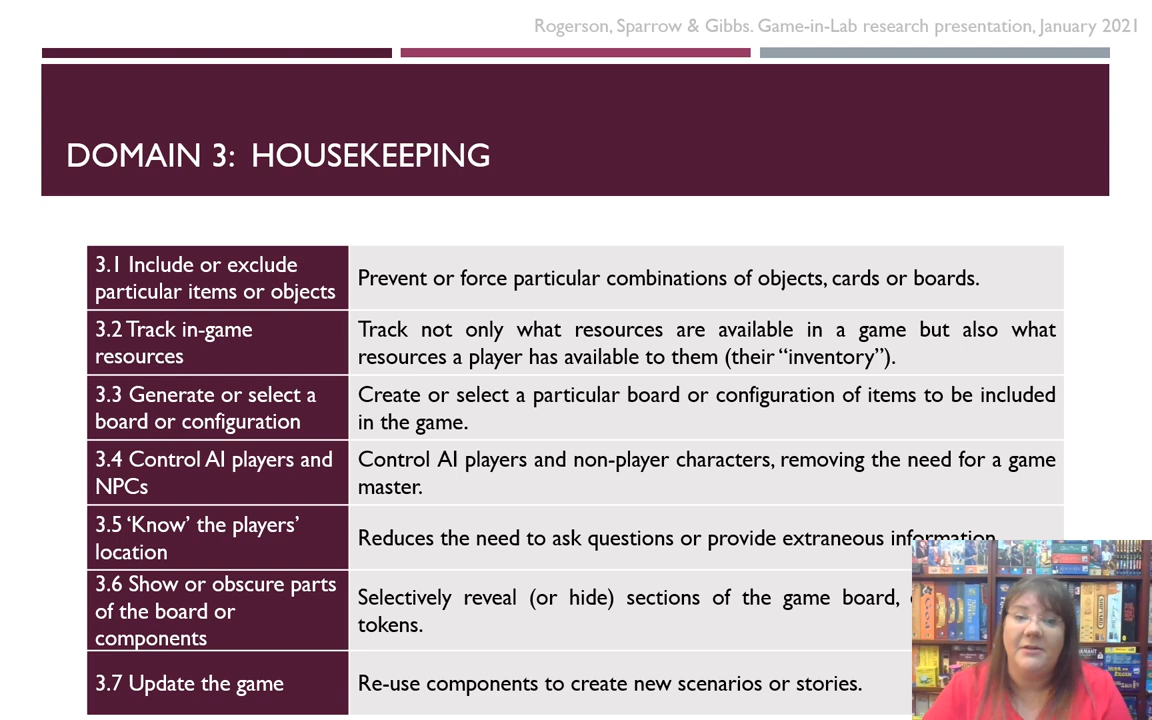 Rogerson, Sparrow & Gibbs. Game-in-Lab research presentation, January 2021
DOMAIN 3: HOUSEKEEPING
3.1 Include or exclude
particular items or objects
Prevent or force particular combinations of objects, cards or boards.
3.2 Track in-game
resources
Track not only what resources are available in a game but also what
resources a player has available to them (their “inventory”).
3.3 Generate or select a
board or configuration
Create or select a particular board or configuration of items to be included
in the game.
3.4 Control AI players and
NPCs
Control AI players and non-player characters, removing the need for a game
master.
3.5 ‘Know’ the players’
location
Reduces the need to ask questions or provide extraneous information.
3.6 Show or obscure parts
of the board or
components
Selectively reveal (or hide) sections of the game board,
tokens.
3.7 Update the game
Re-use components to create new scenarios or stories.